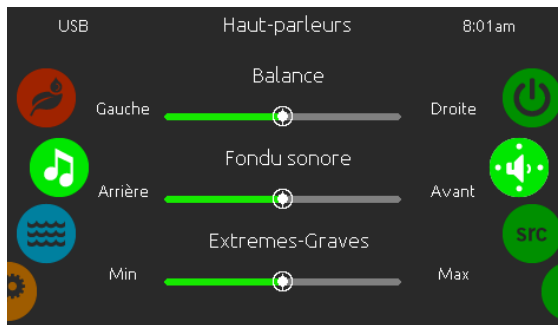 USB Haut-parleurs 8:01am
Balance
Gauche Droite
Fondu sonore
Arrière Avant
src
Extremes-Graves
Min Max